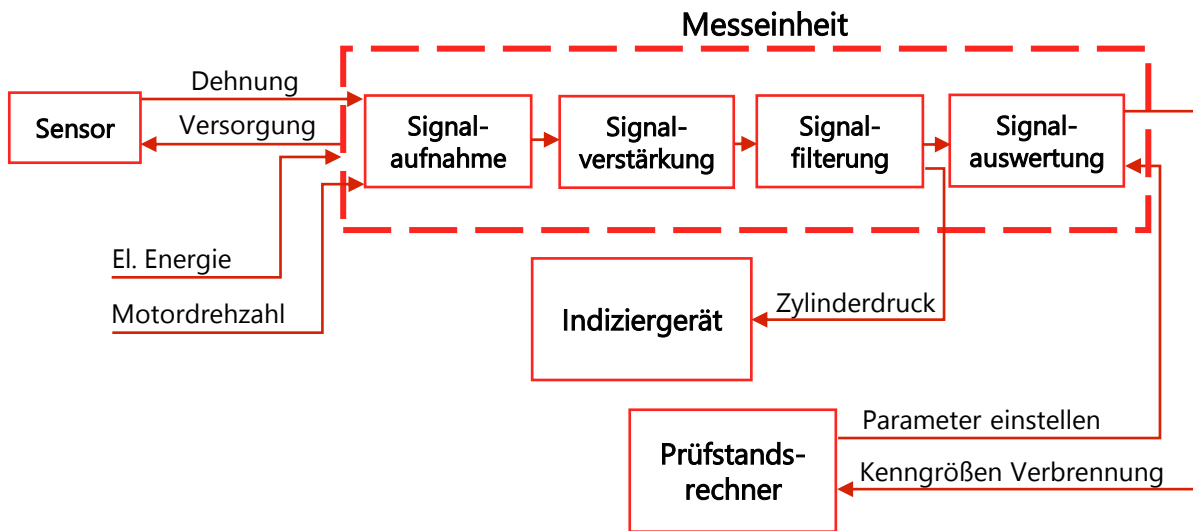 Messeinheit
Dehnung
Sensor
Versorgung
Signal-
aufnahme
Signal-
verstärkung
Signal-
filterung
Signal-
auswertung
El. Energie
Motordrehzahl
Indiziergerät
Zylinderdruck
Prüfstands-
rechner
Parameter einstellen
Kenngrößen Verbrennung